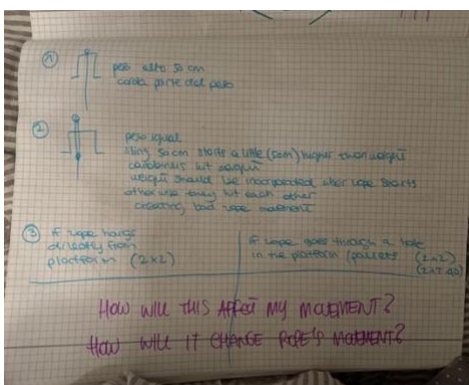 ①
peso alto 50 cm
corda parte dal peso
②
peso uguale
sling 50 cm starts a little (5cm) higher than weight
carabiners hit weight
weight should be incorporated when rope starts
otherwise they hit each other
creating bad rope movement
③ if rope hangs
directly from
platform (2x2)
if rope goes through a hole
in the platform (2x2)
HOW WILL THIS AFFECT MY MOVEMENT?
HOW WILL IT CHANGE ROPE'S MOVEMENT?